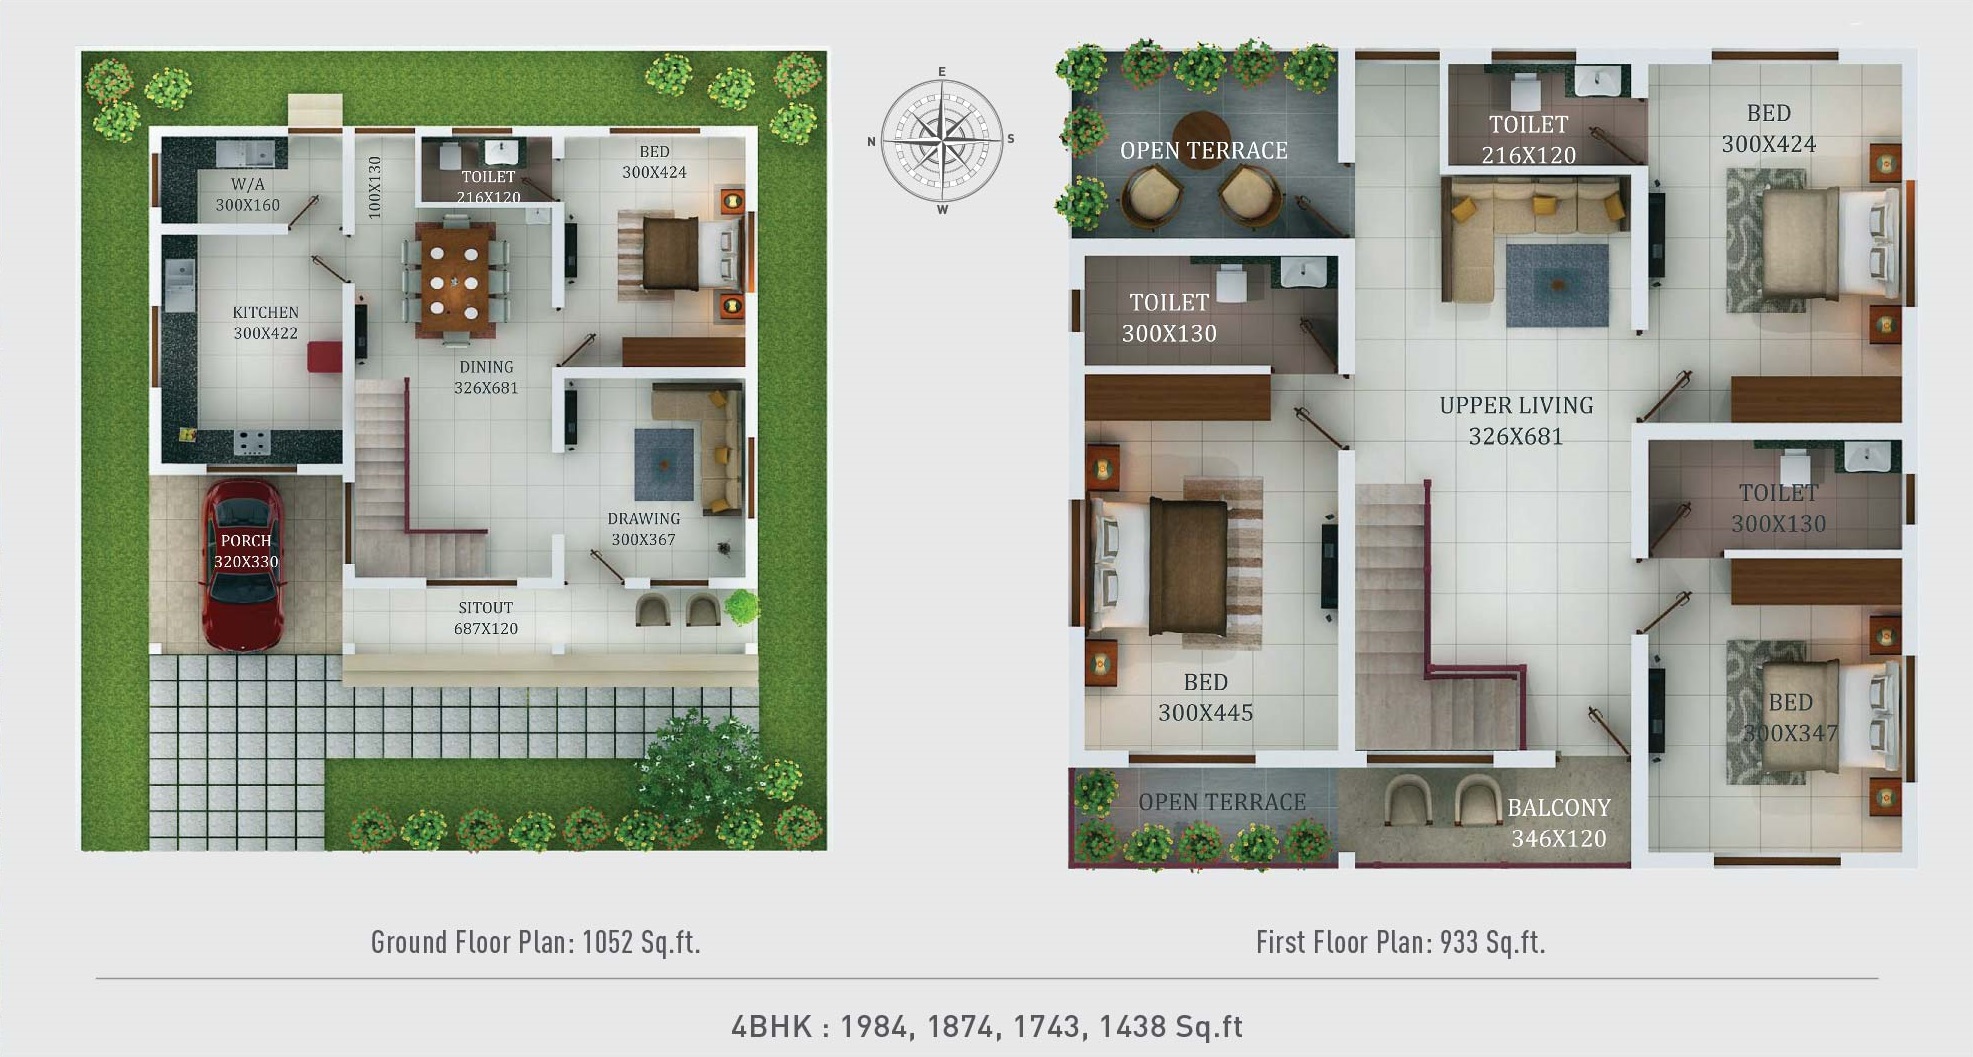 W/A
300X160
100X130
TOILET
216X120
BED
300X424
KITCHEN
300X422
DINING
326X681
DRAWING
300X367
PORCH
320X330
SITOUT
687X120
E
N
S
W
OPEN TERRACE
TOILET
216X120
BED
300X424
TOILET
300X130
UPPER LIVING
326X681
TOILET
300X130
BED
300X445
BED
300X347
OPEN TERRACE
BALCONY
346X120
Ground Floor Plan: 1052 Sq.ft.
First Floor Plan: 933 Sq.ft.
4BHK : 1984, 1874, 1743, 1438 Sq.ft